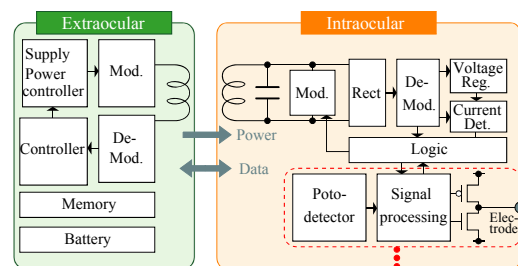 Extraocular
Supply
Power
controller
Mod.
Controller
De-
Mod.
Memory
Battery
Power
Data
Intraocular
Mod.
Rect
De-
Mod.
Voltage
Reg.
Current
Det.
Logic
Poto-
detector
Signal
processing
Elec-
trode